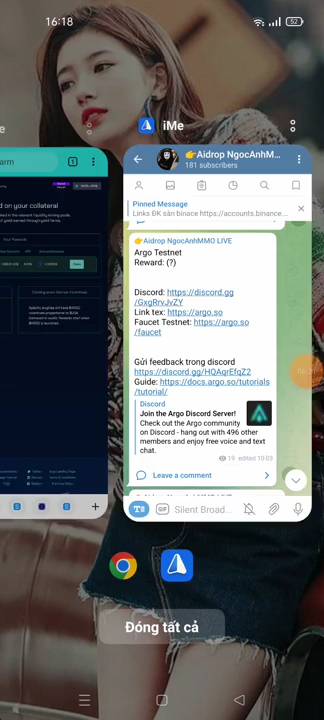 16:18
52
iMe
arm
1
d on your collateral
👉Aidrop NgocAnhM...
181 subscribers
Pinned Message
Links ĐK sàn binace https://accounts.binance...
👉Aidrop NgocAnhMMO LIVE
Argo Testnet
Reward: (?)
Discord: https://discord.gg
/GxgRrvJvZY
Link tex: https://argo.so
Faucet Testnet: https://argo.so
/faucet
Gửi feedback trong discord
https://discord.gg/HQAqrEfqZ2
Guide: https://docs.argo.so/tutorials
/tutorial/
Discord
Join the Argo Discord Server!
Check out the Argo community
on Discord - hang out with 496 other
members and enjoy free voice and text
chat.
19 edited 10:03
Leave a comment
GIF
Silent Broad...
Đóng tất cả